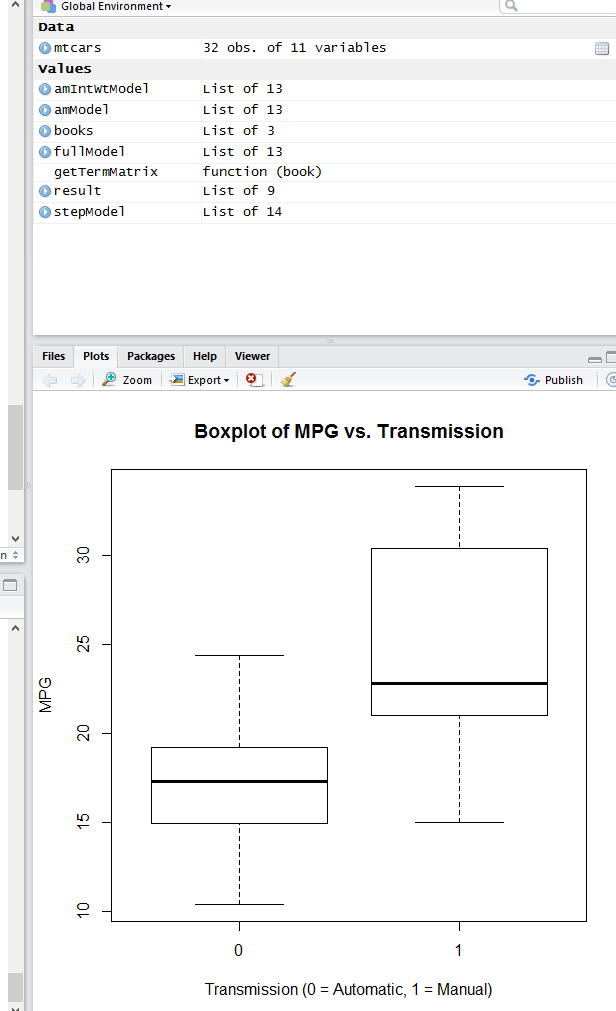 Global Environment
Data
mtcars 32 obs. of 11 variables
Values
amIntWtModel List of 13
amModel List of 13
books List of 3
fullModel List of 13
getTermMatrix function (book)
result List of 9
stepModel List of 14
Files Plots Packages Help Viewer
Zoom Export Publish
Boxplot of MPG vs. Transmission
30
25
20
15
10
MPG
0 1
Transmission (0 = Automatic, 1 = Manual)
n